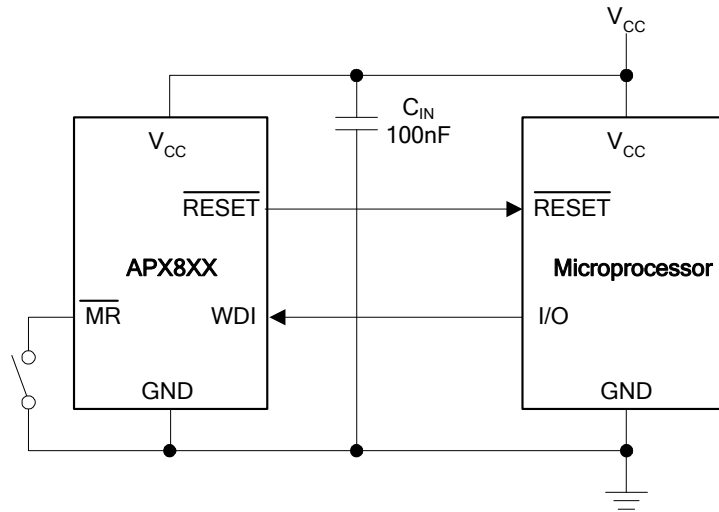 VCC
CIN
100nF
VCC
VCC
RESET
RESET
APX8XX
Microprocessor
MR
WDI
I/O
GND
GND